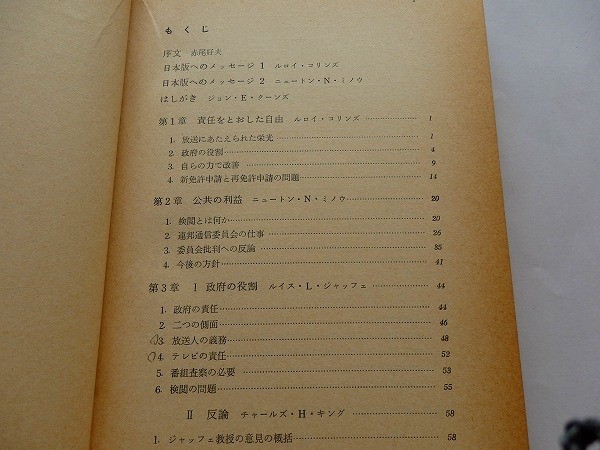 もくじ
序文 赤尾好夫
日本版へのメッセージ 1 ルロイ・コリンズ
日本版へのメッセージ 2 ニュートン・N・ミノウ
はしがき ジョン・E・クーンズ
第1章 責任をとおした自由 ルロイ・コリンズ 1
1. 放送にあたえられた栄光 1
2. 政府の役割 4
3. 自らの力で改善 9
4. 新免許申請と再免許申請の問題 14
第2章 公共の利益 ニュートン・N・ミノウ 20
1. 検閲とは何か 20
2. 連邦通信委員会の仕事 26
3. 委員会批判への反論 35
4. 今後の方針 41
第3章 I 政府の役割 ルイス・L・ジャッフェ 44
1. 政府の責任 44
2. 二つの側面 46
3. 放送人の義務 48
4. テレビの責任 52
5. 番組査察の必要 53
6. 検閲の問題 55
II 反論 チャールズ・H・キング 58
1. ジャッフェ教授の意見の概括 58